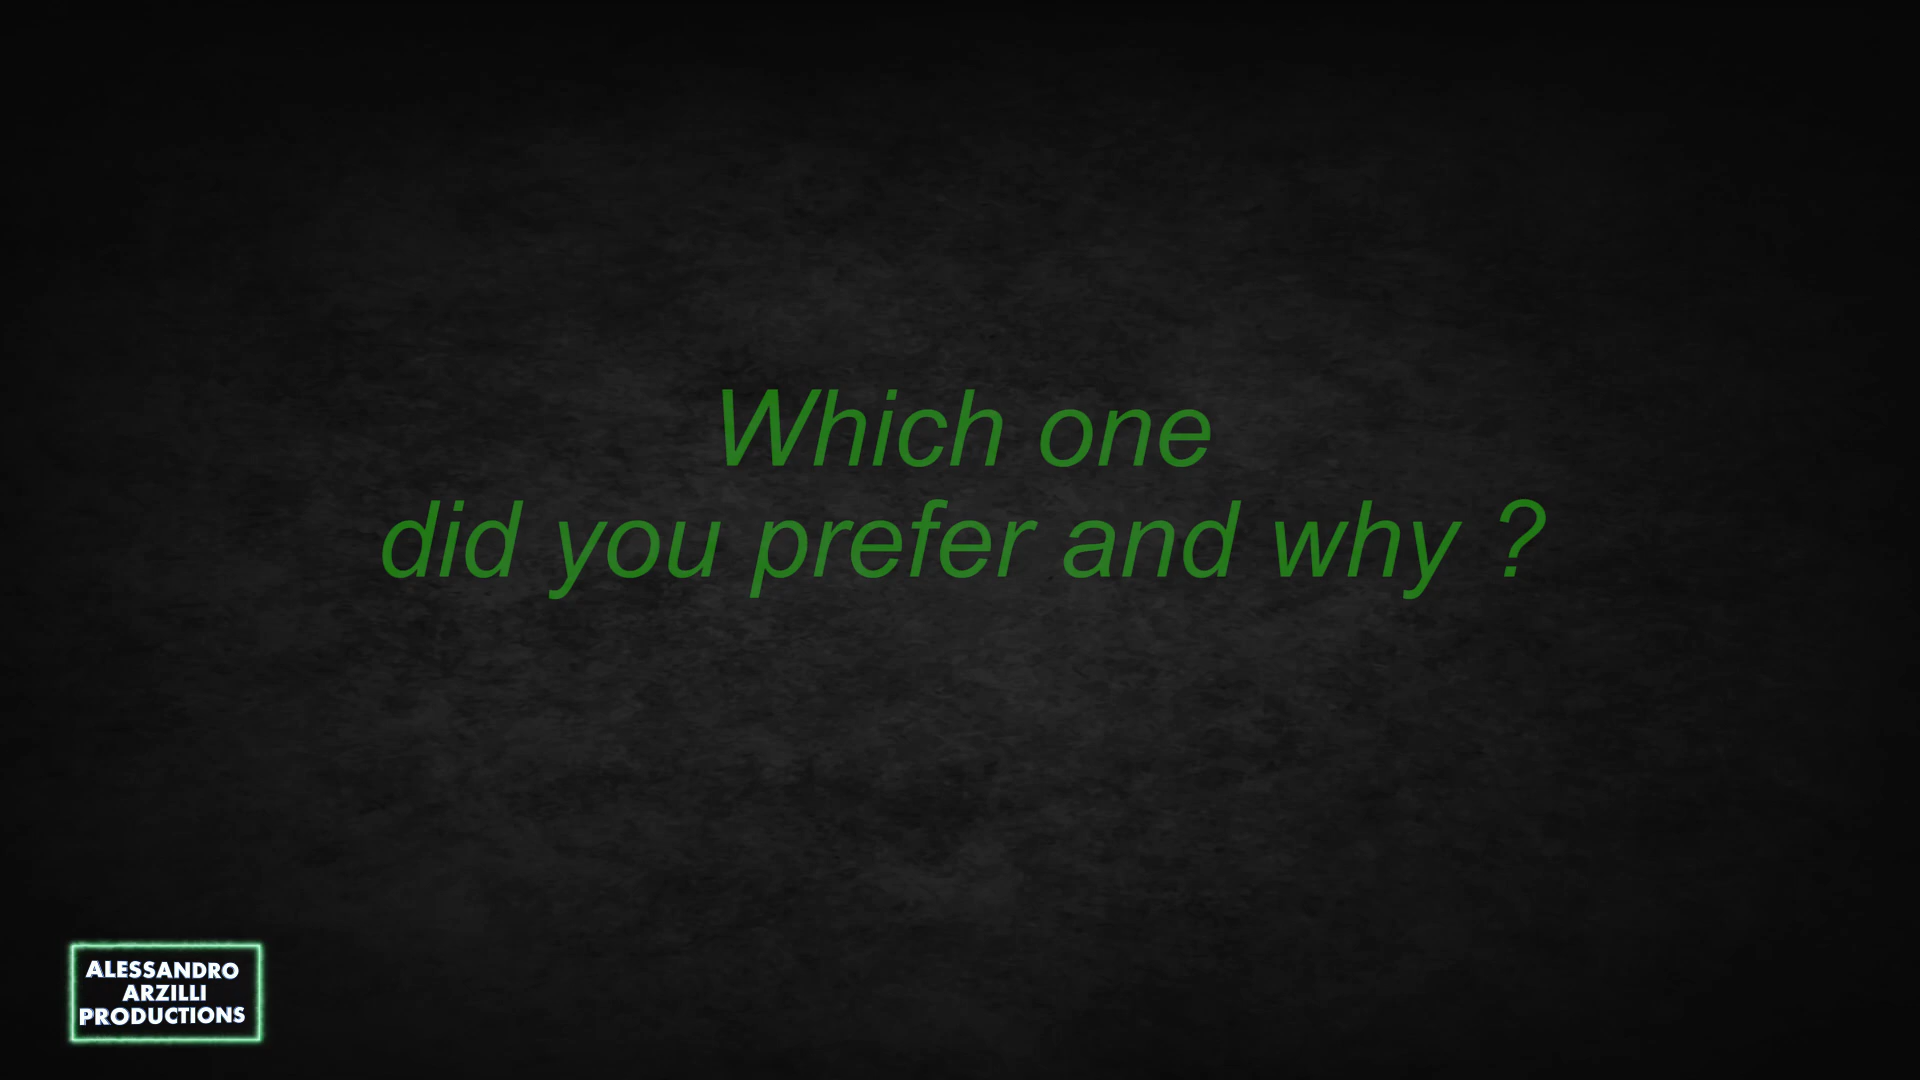 Which one
did you prefer and why ?
ALESSANDRO
ARZILLI
PRODUCTIONS